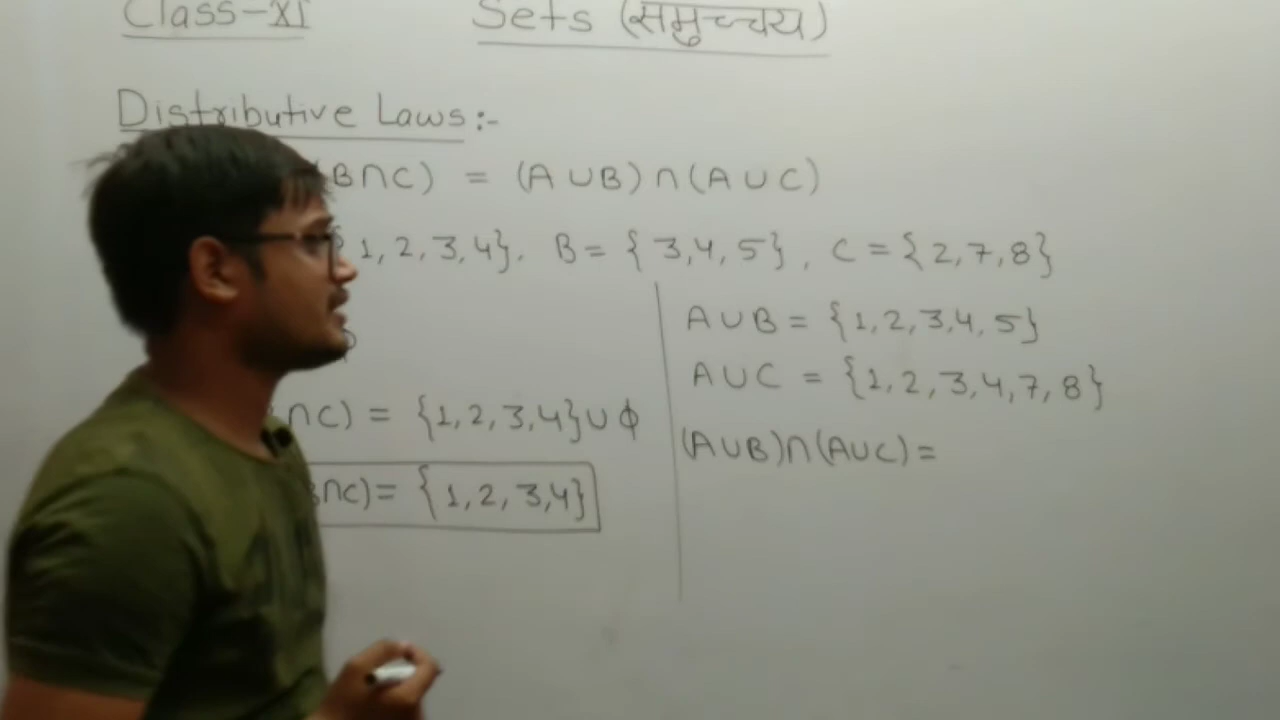 Class-XI
Sets (समुच्चय)
Distributive Laws:-
(B∩C) = (A∪B)∩(A∪C)
1,2,3,4}, B={3,4,5}, C={2,7,8}
A∪B = {1,2,3,4,5}
A∪C = {1,2,3,4,7,8}
(A∪B)∩(A∪C)=
∩C) = {1,2,3,4}∪ϕ
∩C)= {1,2,3,4}